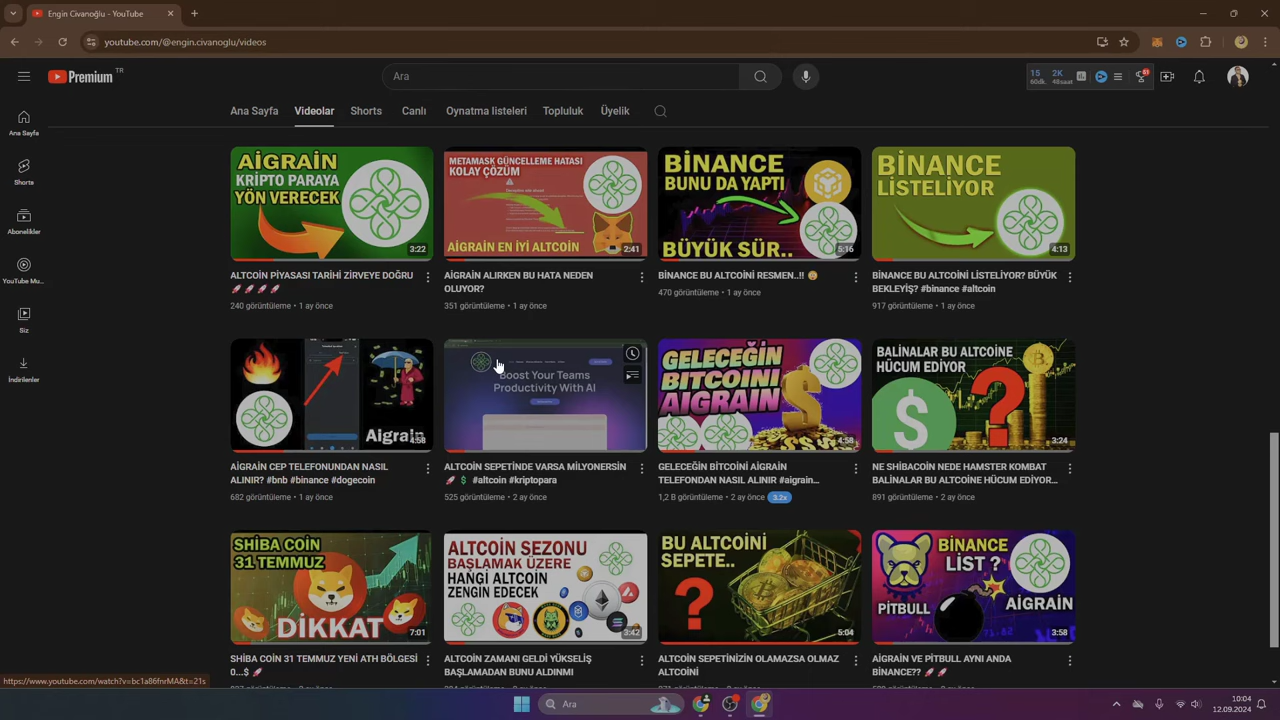 Engin Civanoğlu - YouTube
youtube.com/@engin.civanoglu/videos
Premium TR
Ara
15
60dk.
2K
48saat
61
Ana Sayfa
Shorts
Abonelikler
YouTube Mu...
Siz
İndirilenler
Ana Sayfa Videolar Shorts Canlı Oynatma listeleri Topluluk Üyelik
AİGRAİN
KRİPTO PARAYA
YÖN VERECEK
3:22
ALTCOİN PİYASASI TARİHİ ZİRVEYE DOĞRU
240 görüntüleme • 1 ay önce
METAMASK GÜNCELLEME HATASI
KOLAY ÇÖZÜM
AİGRAİN EN İYİ ALTCOİN
2:41
AİGRAİN ALIRKEN BU HATA NEDEN
OLUYOR?
351 görüntüleme • 1 ay önce
BİNANCE
BUNU DA YAPTI
BÜYÜK SÜR..
5:16
BİNANCE BU ALTCOİNİ RESMEN..!!
470 görüntüleme • 1 ay önce
BİNANCE
LİSTELİYOR
4:13
BİNANCE BU ALTCOİNİ LİSTELİYOR? BÜYÜK
BEKLEYİŞ? #binance #altcoin
917 görüntüleme • 1 ay önce
Aigrain
4:58
AİGRAİN CEP TELEFONUNDAN NASIL
ALINIR? #bnb #binance #dogecoin
682 görüntüleme • 1 ay önce
Boost Your Teams
Productivity With AI
ALTCOİN SEPETİNDE VARSA MİLYONERSİN
🚀 💲 #altcoin #kriptopara
525 görüntüleme • 2 ay önce
GELECEĞİN
BITCOINI
AIGRAIN
4:58
GELECEĞİN BİTCOİNİ AİGRAİN
TELEFONDAN NASIL ALINIR #aigrain...
1,2 B görüntüleme • 2 ay önce 3.2x
BALİNALAR BU ALTCOİNE
HÜCUM EDİYOR
3:24
NE SHİBACOİN NEDE HAMSTER KOMBAT
BALİNALAR BU ALTCOİNE HÜCUM EDİYOR...
891 görüntüleme • 2 ay önce
SHİBA COİN
31 TEMMUZ
DİKKAT
7:01
SHİBA COİN 31 TEMMUZ YENİ ATH BÖLGESİ
0...$
ALTCOİN SEZONU
BAŞLAMAK ÜZERE
HANGİ ALTCOİN
ZENGİN EDECEK
3:42
ALTCOİN ZAMANI GELDİ YÜKSELİŞ
BAŞLAMADAN BUNU ALDINMI
BU ALTCOİNİ
SEPETE..
5:04
ALTCOİN SEPETİNİZİN OLAMAZSA OLMAZ
ALTCOİNİ
BİNANCE
LİST ?
PİTBULL
AİGRAİN
3:58
AİGRAİN VE PİTBULL AYNI ANDA
BİNANCE??
https://www.youtube.com/watch?v=bc1a86fnrMA&t=21s
Ara
10:04
12.09.2024